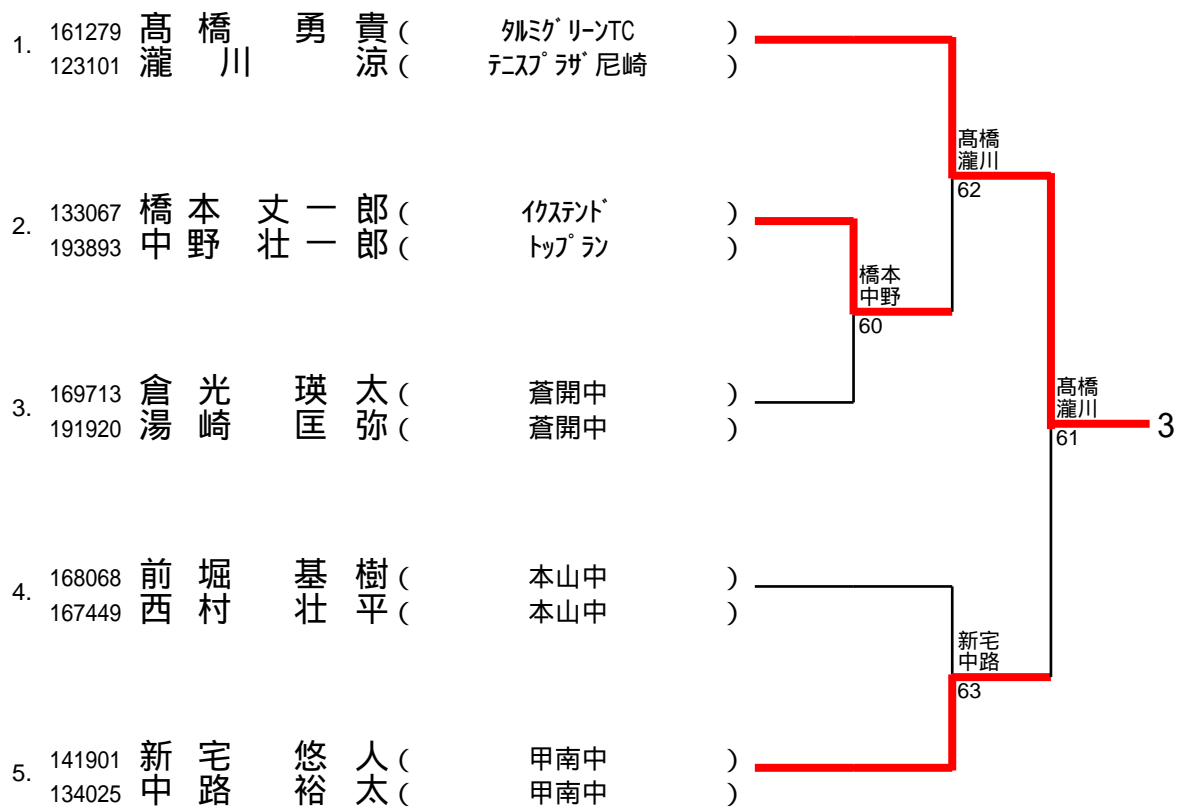 1. 161279 髙橋 勇貴 ( タルミグリーンTC )
123101 瀧川 涼 ( テニスプラザ尼崎 )
髙橋
瀧川
62
2. 133067 橋本 丈一郎 ( イクステンド )
193893 中野 壮一郎 ( トップラン )
橋本
中野
60
3. 169713 倉光 瑛太 ( 蒼開中 )
191920 湯崎 匡弥 ( 蒼開中 )
髙橋
瀧川
61
3
4. 168068 前堀 基樹 ( 本山中 )
167449 西村 壮平 ( 本山中 )
新宅
中路
63
5. 141901 新宅 悠人 ( 甲南中 )
134025 中路 裕太 ( 甲南中 )